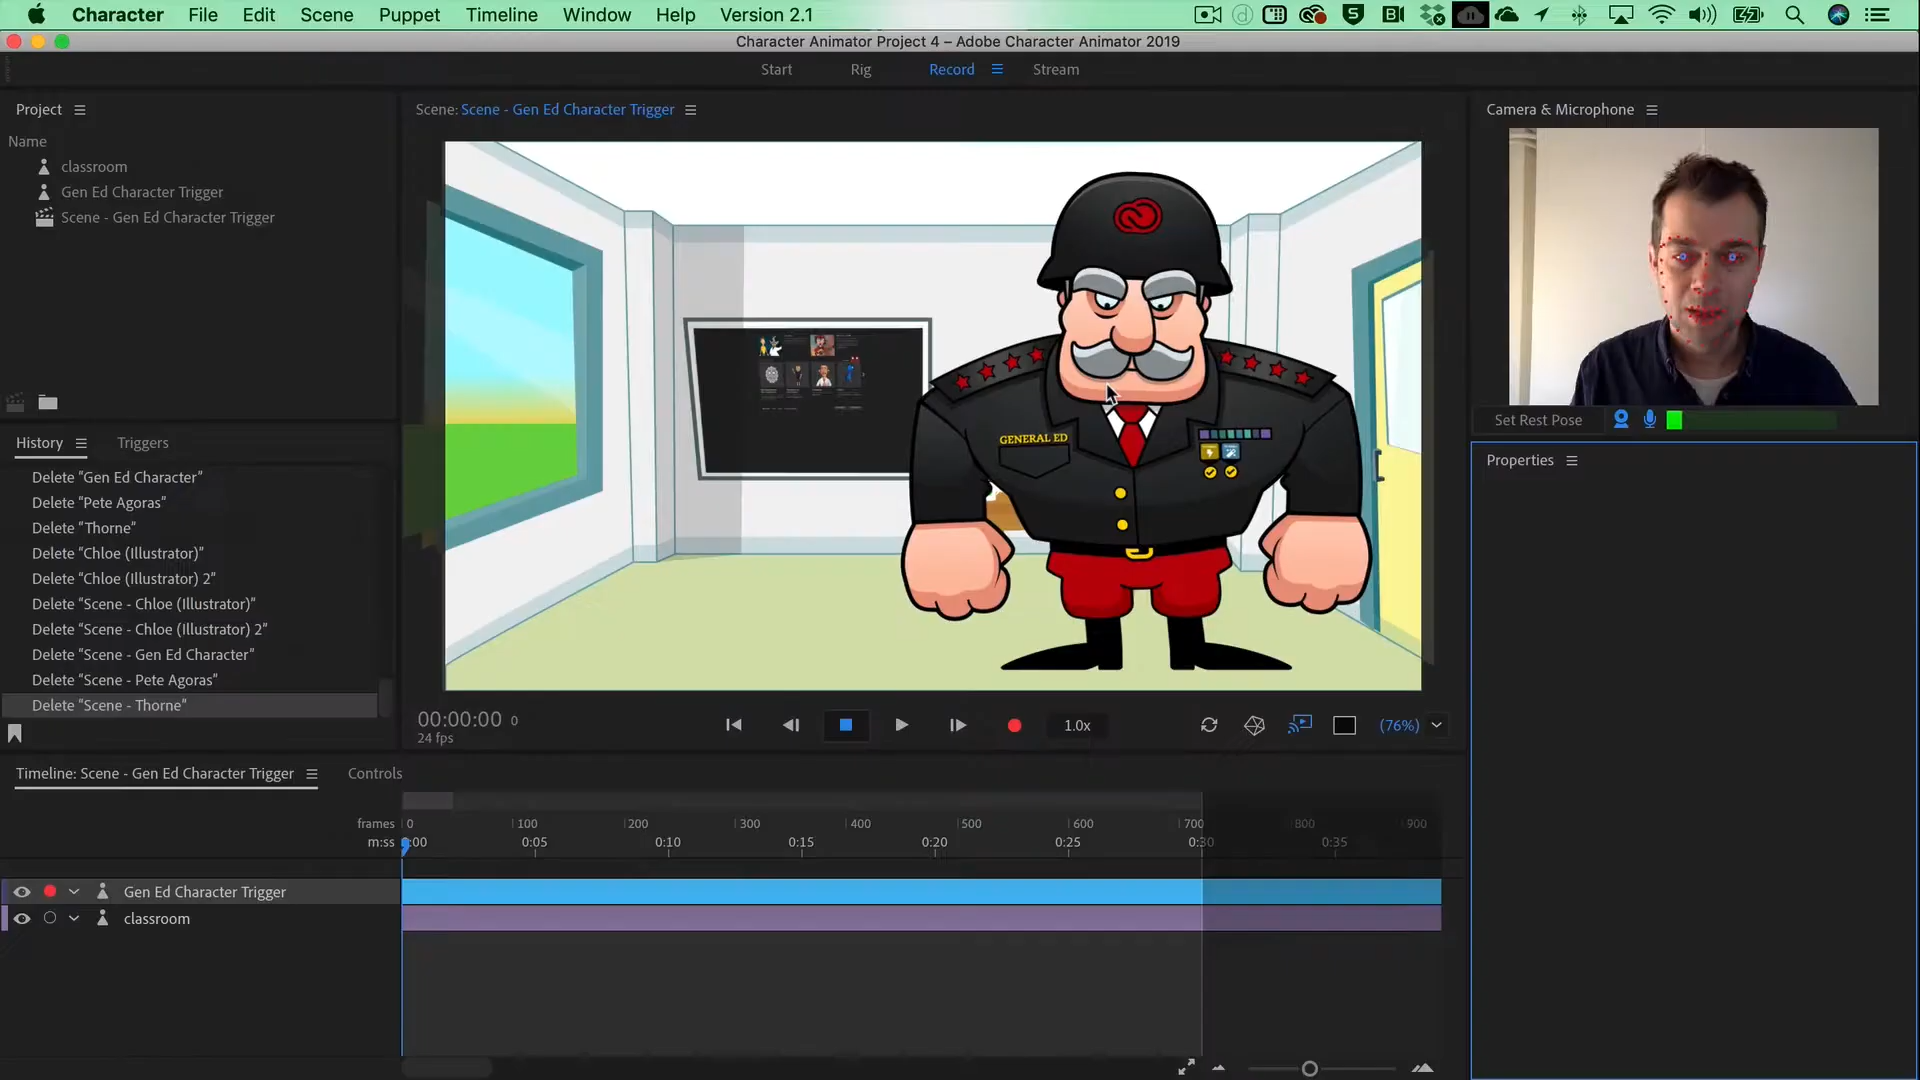 Character File Edit Scene Puppet Timeline Window Help Version 2.1
Character Animator Project 4 – Adobe Character Animator 2019
Start Rig Record Stream
Project
Scene: Scene - Gen Ed Character Trigger
Camera & Microphone
Name
classroom
Gen Ed Character Trigger
Scene - Gen Ed Character Trigger
GENERAL ED
Set Rest Pose
History Triggers
Properties
Delete "Gen Ed Character"
Delete "Pete Agoras"
Delete "Thorne"
Delete "Chloe (Illustrator)"
Delete "Chloe (Illustrator) 2"
Delete "Scene - Chloe (Illustrator)"
Delete "Scene - Chloe (Illustrator) 2"
Delete "Scene - Gen Ed Character"
Delete "Scene - Pete Agoras"
Delete "Scene - Thorne"
00:00:00 0
24 fps
1.0x
(76%)
Timeline: Scene - Gen Ed Character Trigger Controls
frames 0 100 200 300 400 500 600 700 800 900
m:ss 0:00 0:05 0:10 0:15 0:20 0:25 0:30 0:35
Gen Ed Character Trigger
classroom